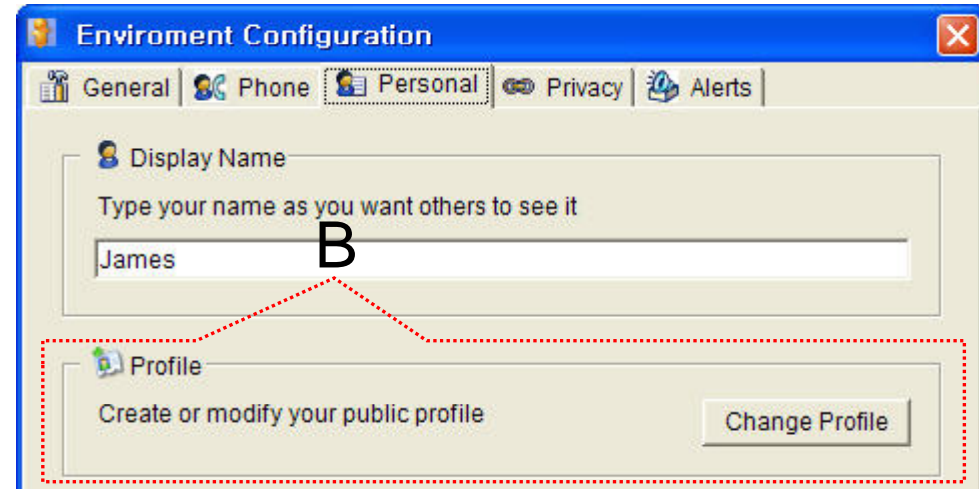 Enviroment Configuration
General Phone Personal Privacy Alerts
Display Name
Type your name as you want others to see it
James
B
Profile
Create or modify your public profile
Change Profile